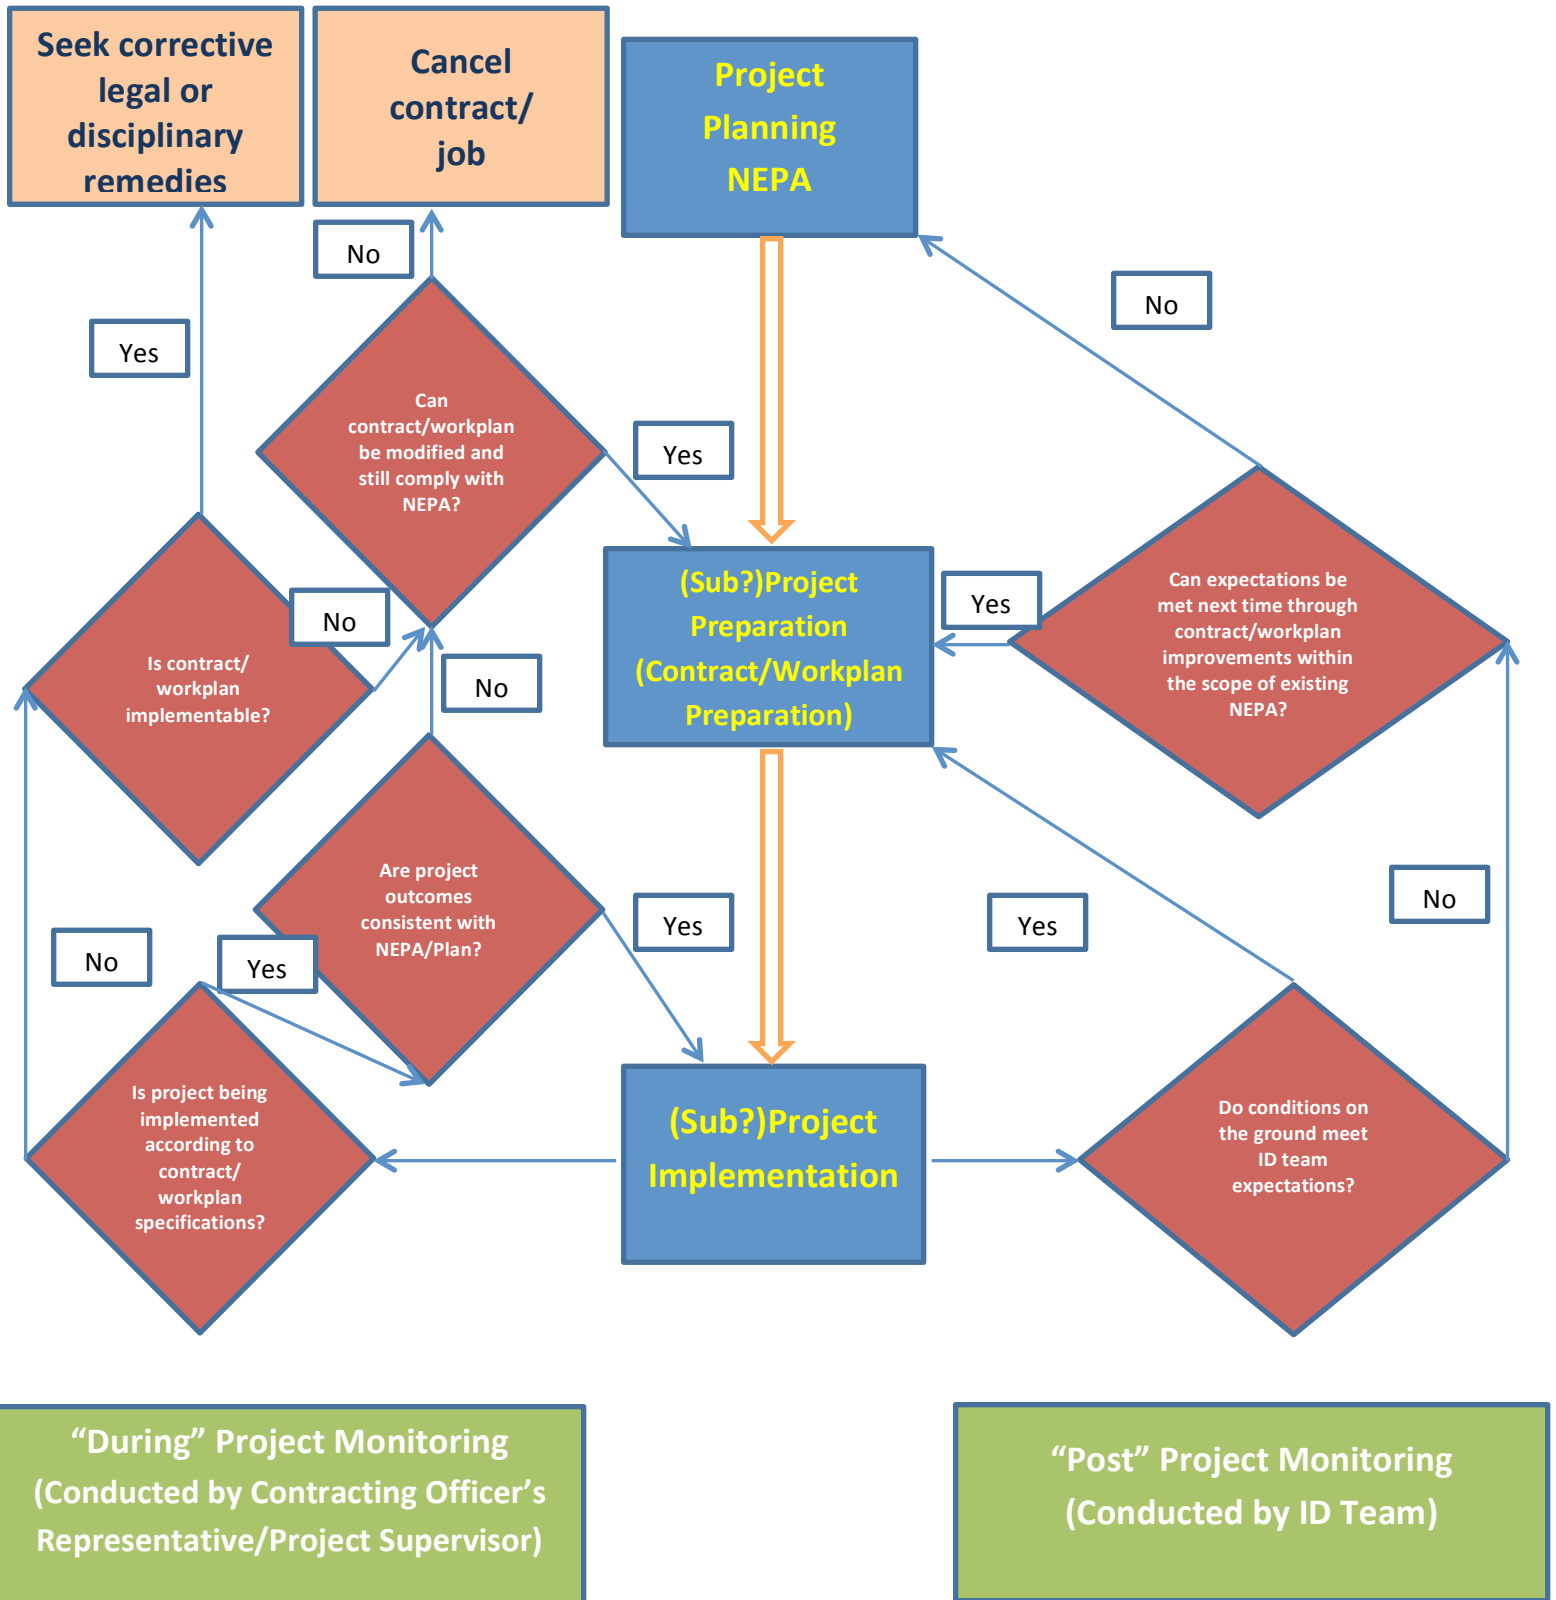 Seek corrective
legal or
disciplinary
remedies
Cancel
contract/
job
Project
Planning
NEPA
No
No
Yes
Can
contract/workplan
be modified and
still comply with
NEPA?
Yes
(Sub?)Project
Preparation
(Contract/Workplan
Preparation)
Yes
Can expectations be
met next time through
contract/workplan
improvements within
the scope of existing
NEPA?
No
Is contract/
workplan
implementable?
No
Are project
outcomes
consistent with
NEPA/Plan?
Yes
Yes
No
No
Yes
Is project being
implemented
according to
contract/
workplan
specifications?
(Sub?)Project
Implementation
Do conditions on
the ground meet
ID team
expectations?
“During” Project Monitoring
(Conducted by Contracting Officer’s
Representative/Project Supervisor)
“Post” Project Monitoring
(Conducted by ID Team)